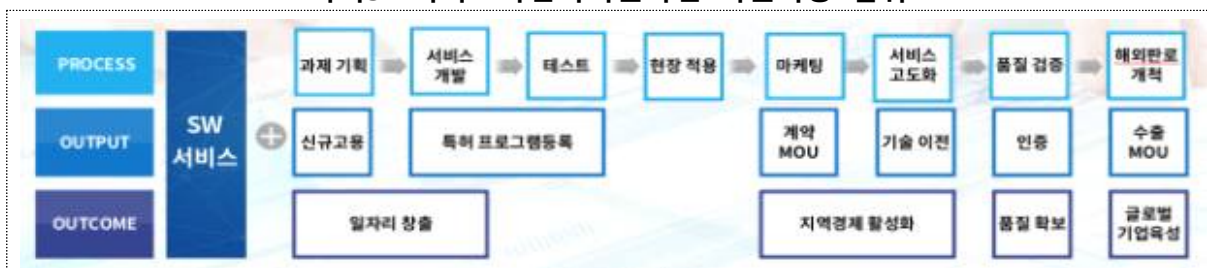 PROCESS
SW
서비스
과제 기획
서비스
개발
테스트
현장 적용
마케팅
서비스
고도화
품질 검증
해외판로
개척
OUTPUT
신규고용
특허 프로그램등록
계약
MOU
기술 이전
인증
수출
MOU
OUTCOME
일자리 창출
지역경제 활성화
품질 확보
글로벌
기업육성